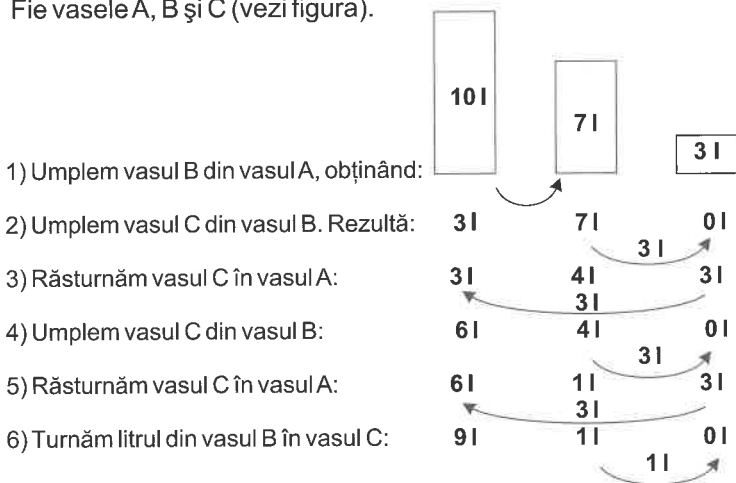 Fie vasele A, B și C (vezi figura).
10 l
7 l
3 l
1) Umplem vasul B din vasul A, obținând:
2) Umplem vasul C din vasul B. Rezultă: 3 l 7 l 0 l
3 l
3) Răsturnăm vasul C în vasul A: 3 l 4 l 3 l
3 l
4) Umplem vasul C din vasul B: 6 l 4 l 0 l
3 l
5) Răsturnăm vasul C în vasul A: 6 l 1 l 3 l
3 l
6) Turnăm litrul din vasul B în vasul C: 9 l 1 l 0 l
1 l